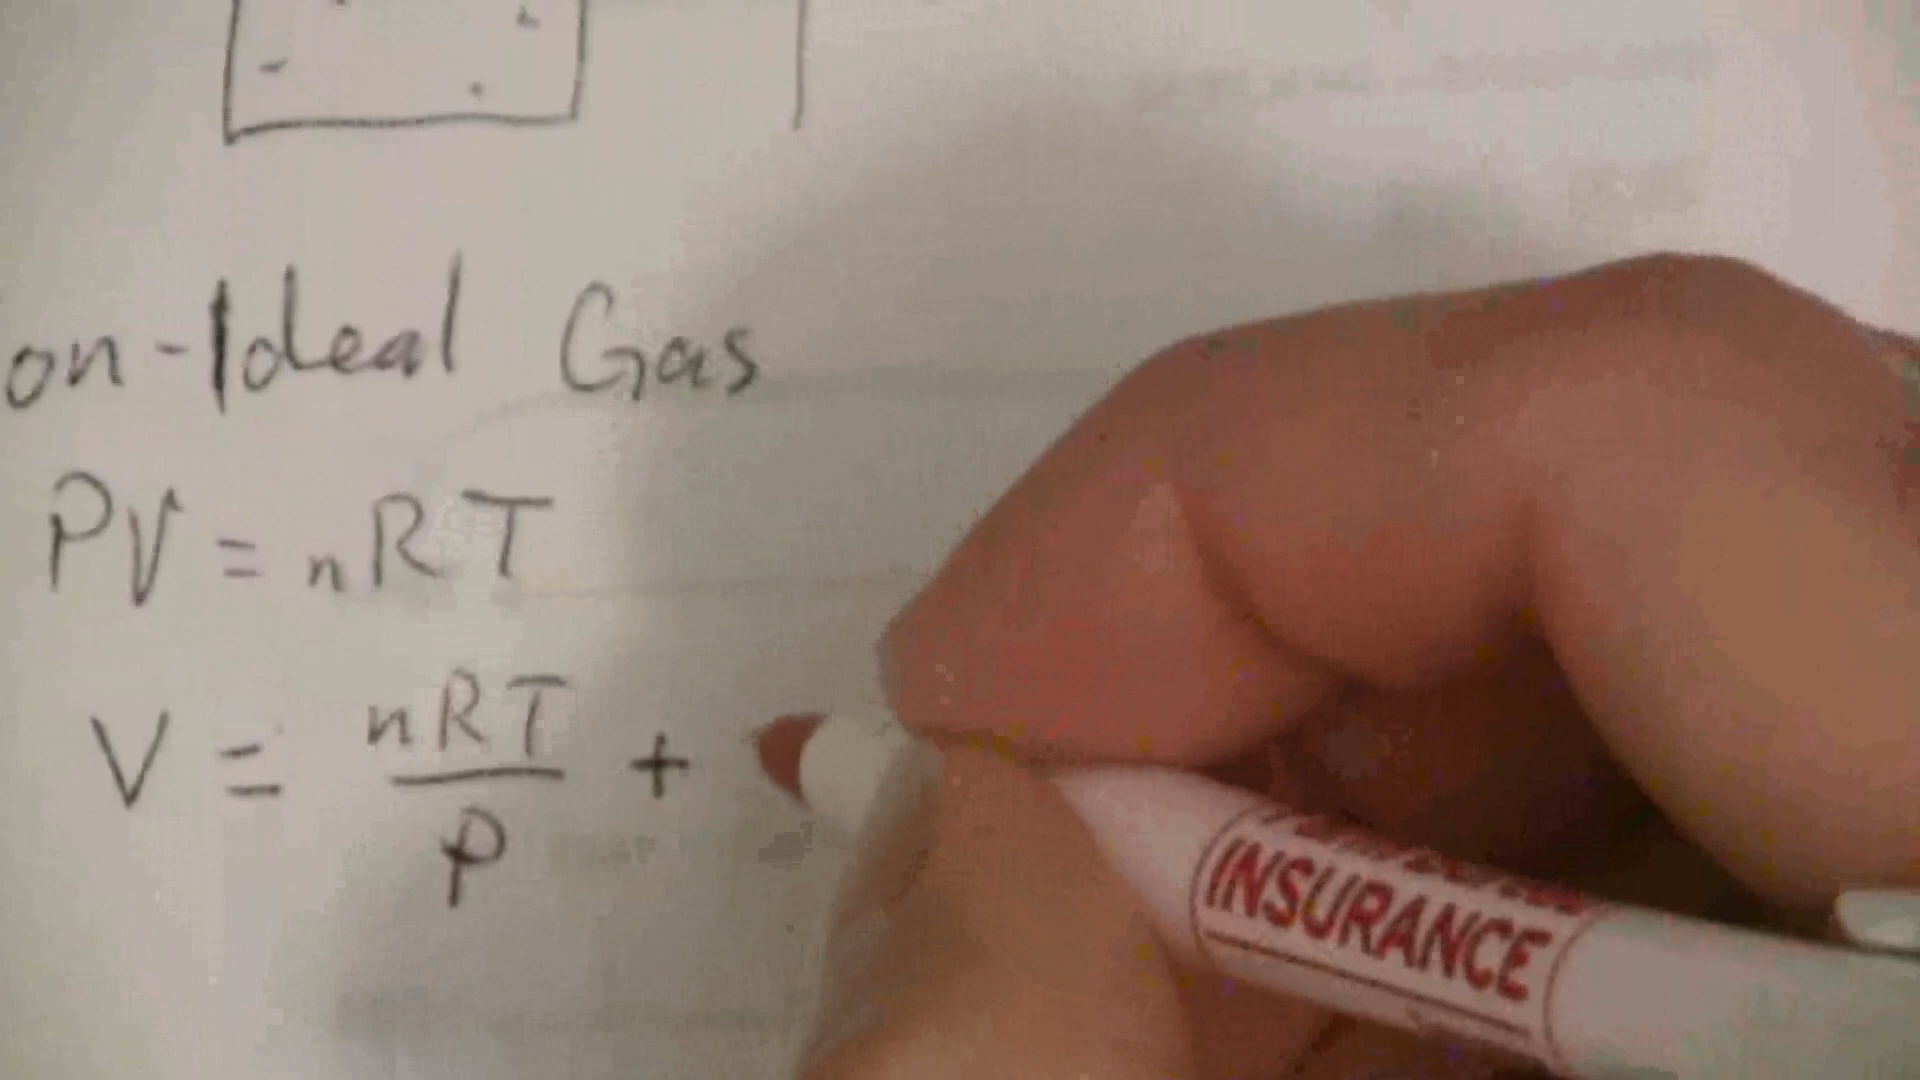 on-Ideal Gas
PV = nRT
V = nRT/P +
INSURANCE